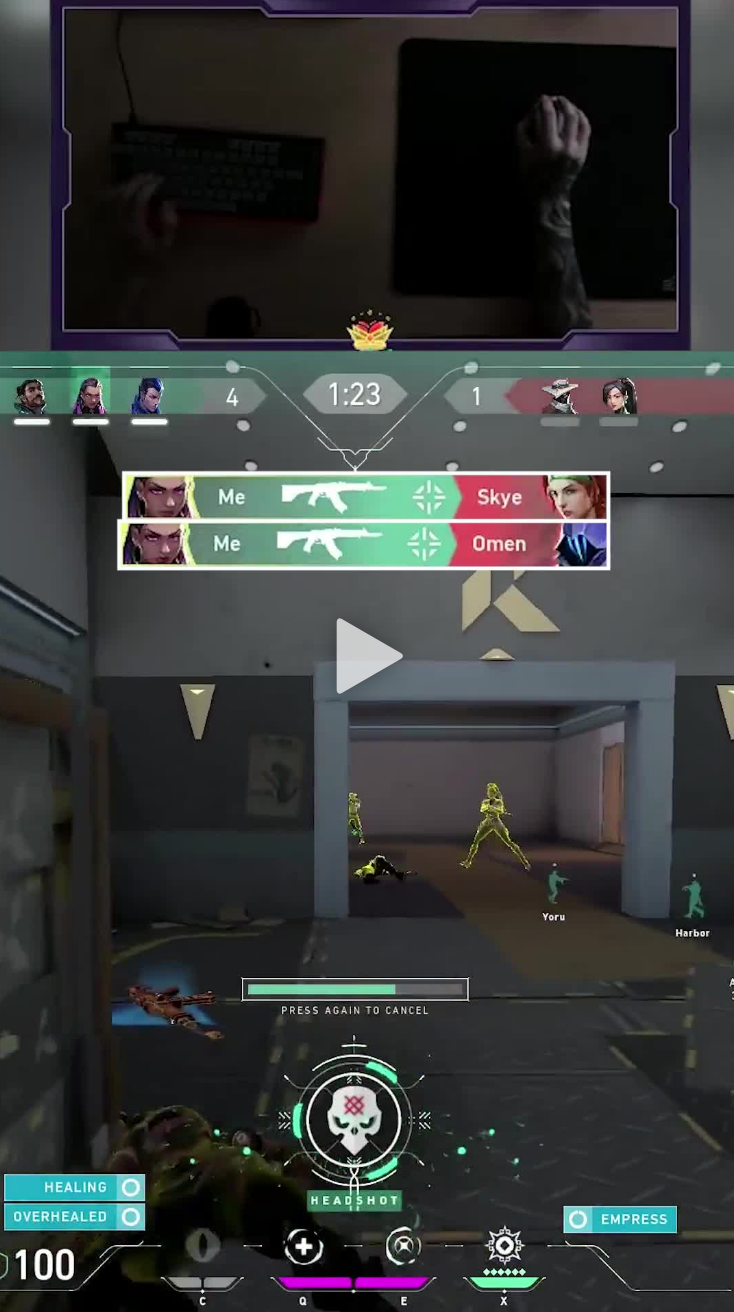 4
1:23
1
Me
Skye
Me
Omen
Yoru
Harbor
PRESS AGAIN TO CANCEL
HEADSHOT
HEALING
OVERHEALED
EMPRESS
100
C
Q
E
X